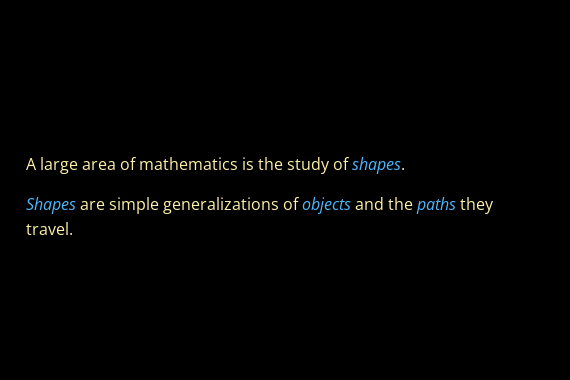 A large area of mathematics is the study of shapes.
Shapes are simple generalizations of objects and the paths they
travel.